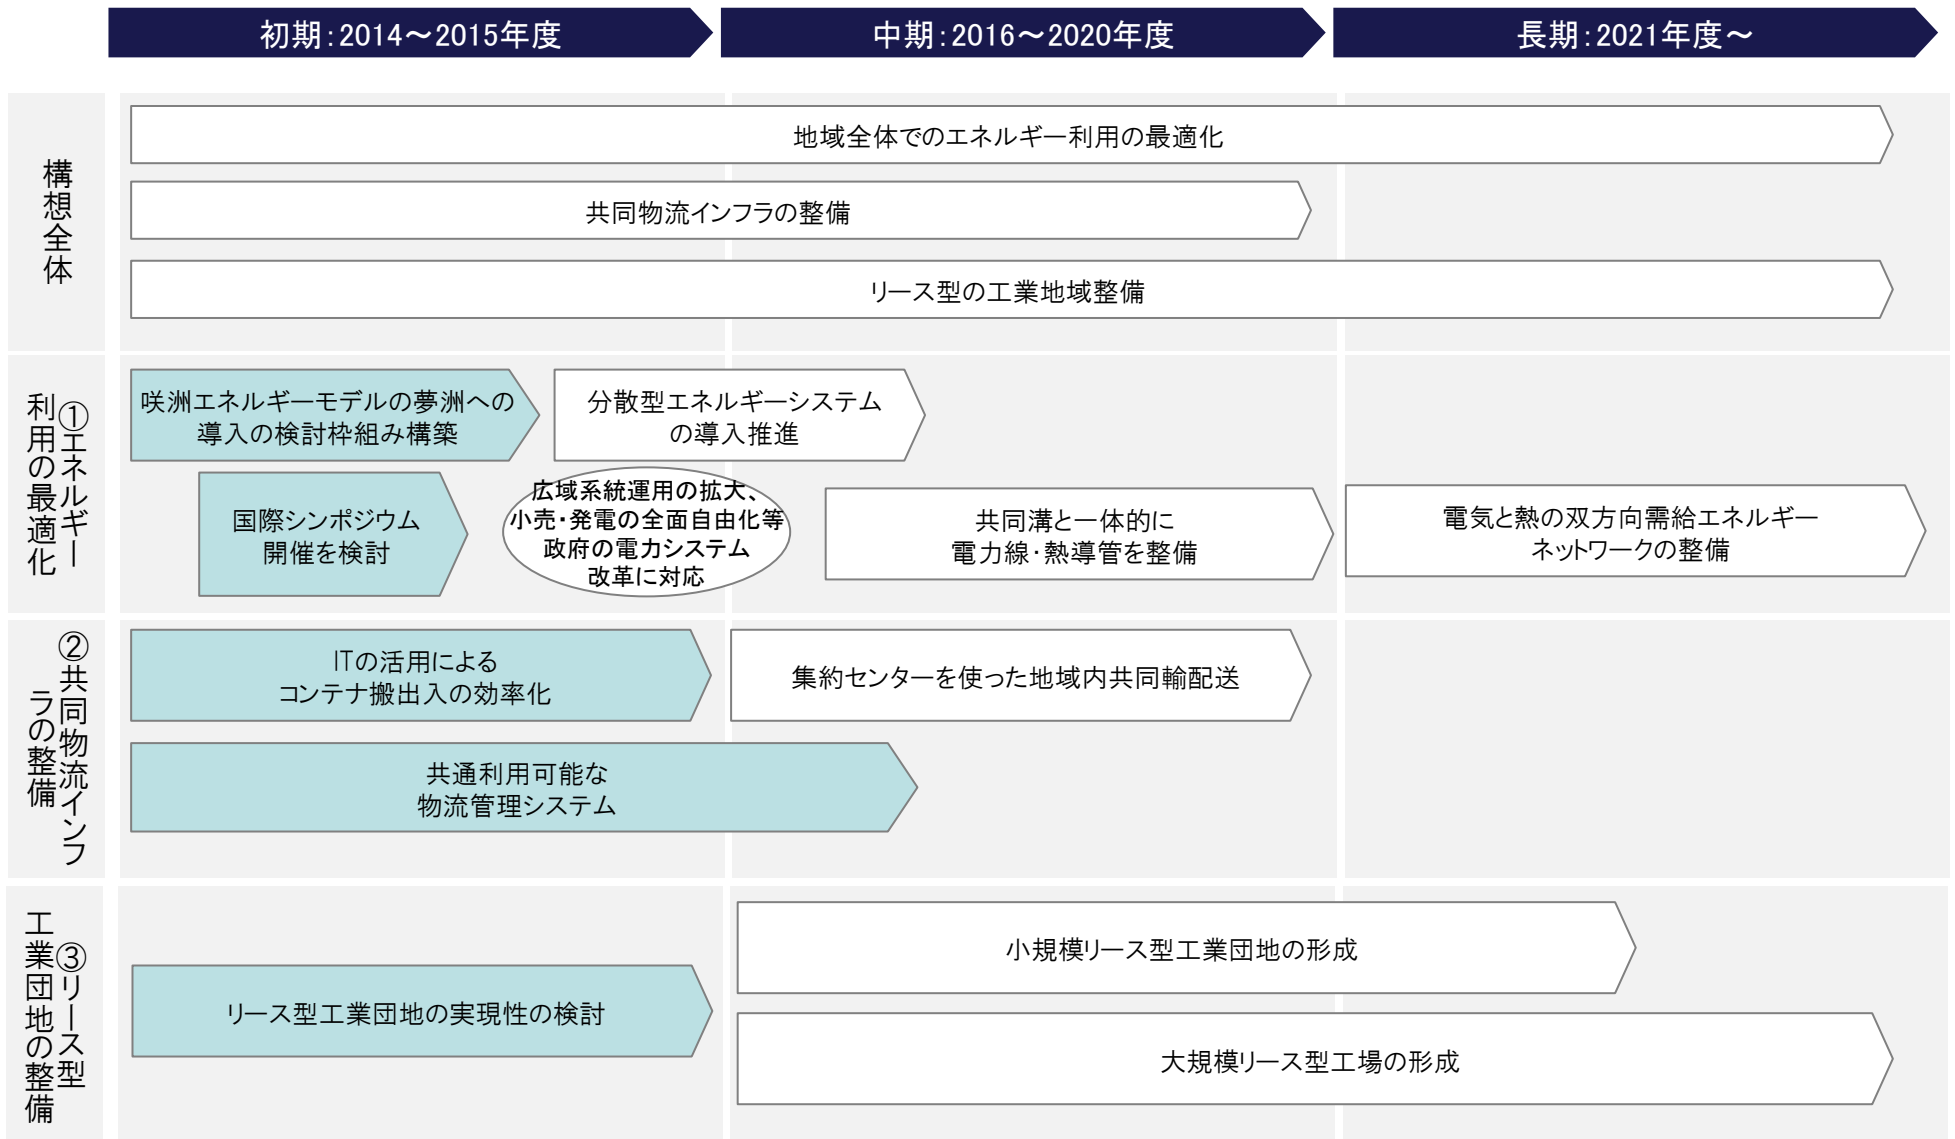 初期：2014～2015年度
中期：2016～2020年度
長期：2021年度～
構想全体
地域全体でのエネルギー利用の最適化
共同物流インフラの整備
リース型の工業地域整備
①エネルギー
利用の最適化
咲洲エネルギーモデルの夢洲への
導入の検討枠組み構築
分散型エネルギーシステム
の導入推進
国際シンポジウム
開催を検討
広域系統運用の拡大、
小売・発電の全面自由化等
政府の電力システム
改革に対応
共同溝と一体的に
電力線・熱導管を整備
電気と熱の双方向需給エネルギー
ネットワークの整備
②共同物流インフ
ラの整備
ITの活用による
コンテナ搬出入の効率化
集約センターを使った地域内共同輸配送
共通利用可能な
物流管理システム
③リース型
工業団地の整備
リース型工業団地の実現性の検討
小規模リース型工業団地の形成
大規模リース型工場の形成